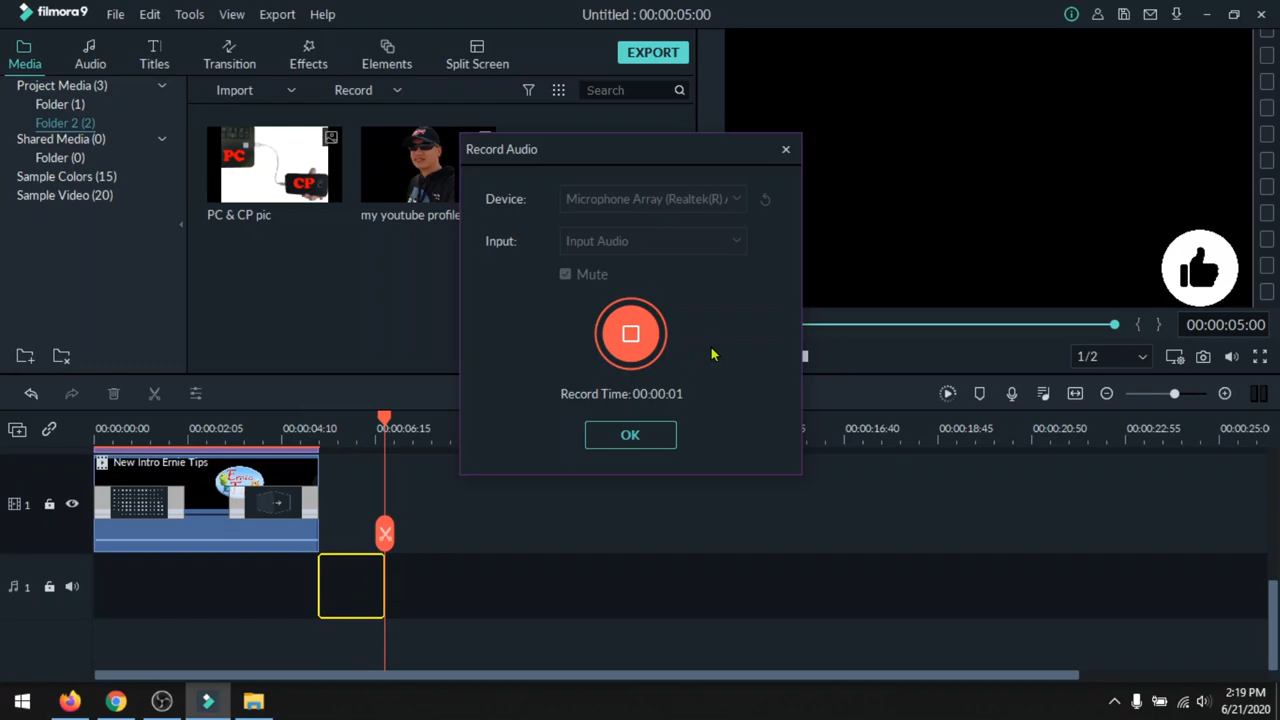 filmora9 File Edit Tools View Export Help Untitled : 00:00:05:00
Media Audio Titles Transition Effects Elements Split Screen EXPORT
Project Media (3)
Folder (1)
Folder 2 (2)
Shared Media (0)
Folder (0)
Sample Colors (15)
Sample Video (20)
Import Record Search
PC
CP
PC & CP pic my youtube profile
Record Audio
Device: Microphone Array (Realtek(R) A
Input: Input Audio
Mute
Record Time:00:00:01
OK
00:00:05:00
1/2
00:00:00:00 00:00:02:05 00:00:04:10 00:00:06:15 00:00:16:40 00:00:18:45 00:00:20:50 00:00:22:55 00:00:25:0
New Intro Ernie Tips
1
1
2:19 PM
6/21/2020